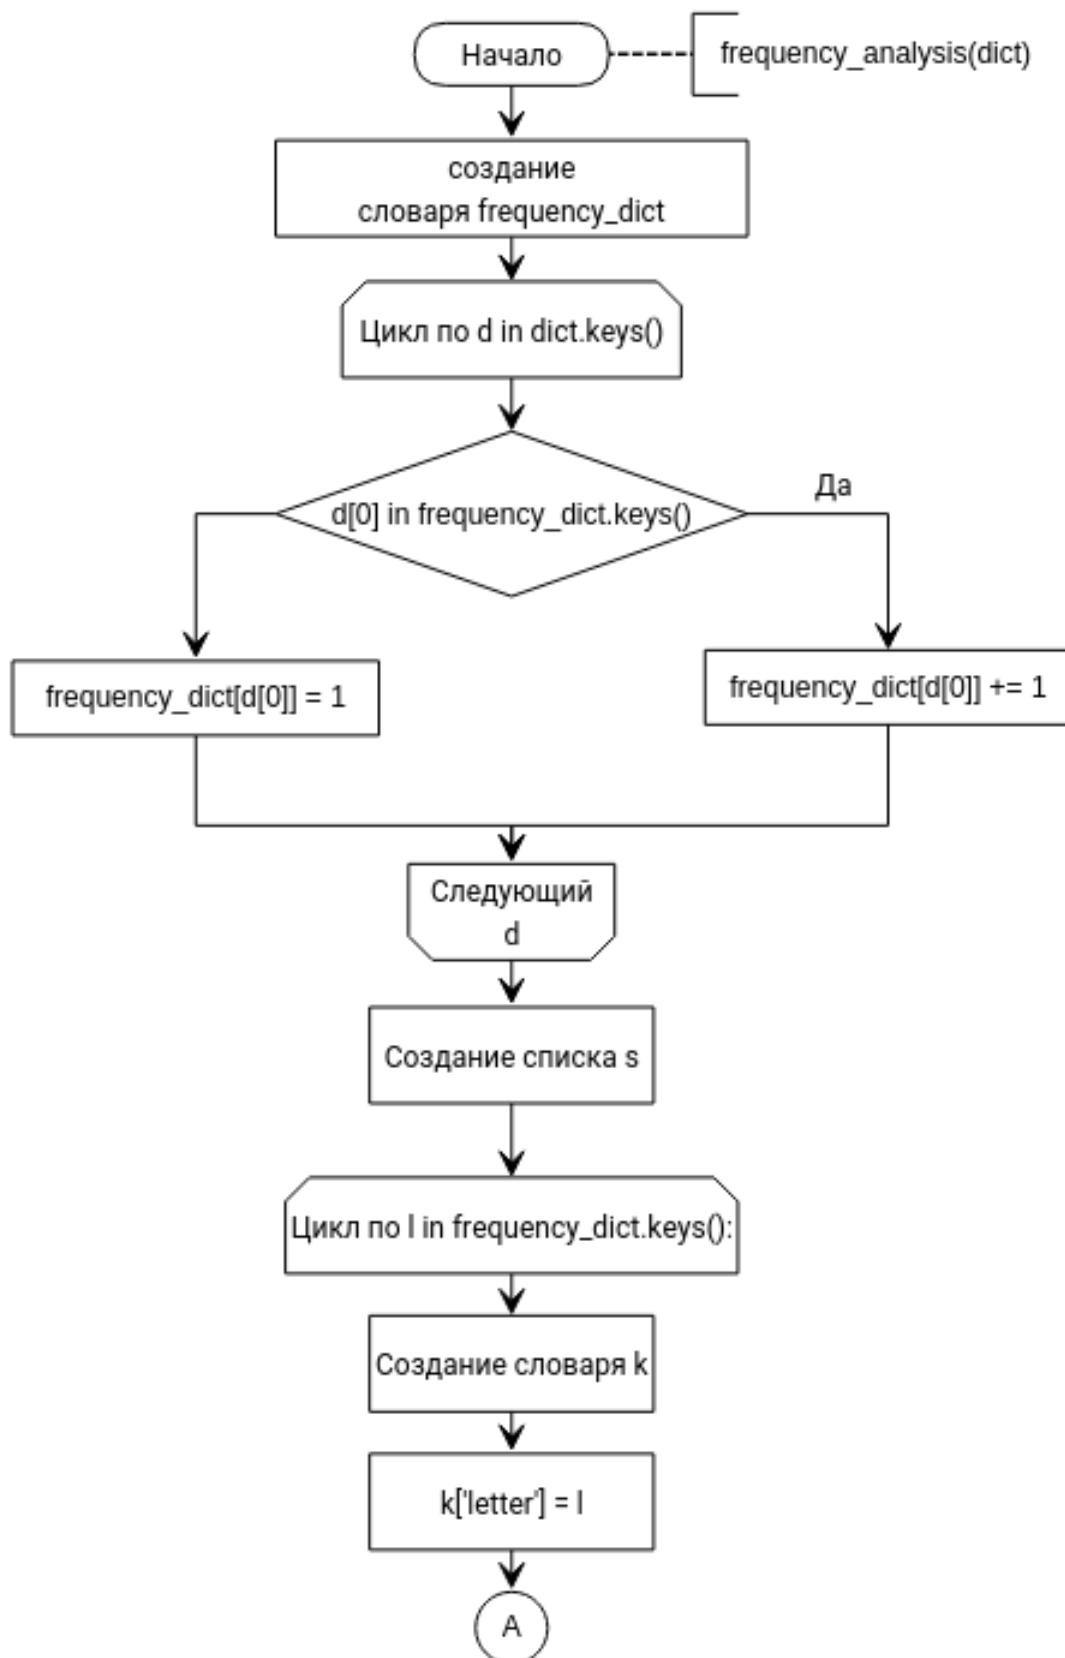 Начало
frequency_analysis(dict)
создание
словаря frequency_dict
Цикл по d in dict.keys()
Да
d[0] in frequency_dict.keys()
frequency_dict[d[0]] = 1
frequency_dict[d[0]] += 1
Следующий
d
Создание списка s
Цикл по l in frequency_dict.keys():
Создание словаря k
k['letter'] = l
A